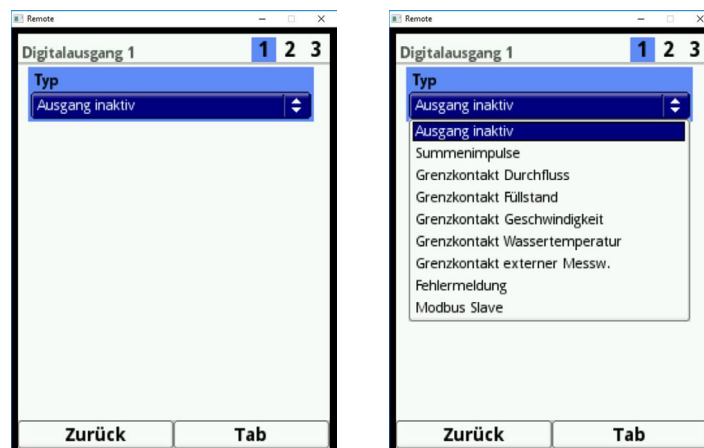 Remote
Digitalausgang 1 1 2 3
Typ
Ausgang inaktiv
Zurück Tab
Remote
Digitalausgang 1 1 2 3
Typ
Ausgang inaktiv
Ausgang inaktiv
Summenimpulse
Grenzkontakt Durchfluss
Grenzkontakt Füllstand
Grenzkontakt Geschwindigkeit
Grenzkontakt Wassertemperatur
Grenzkontakt externer Messw.
Fehlermeldung
Modbus Slave
Zurück Tab